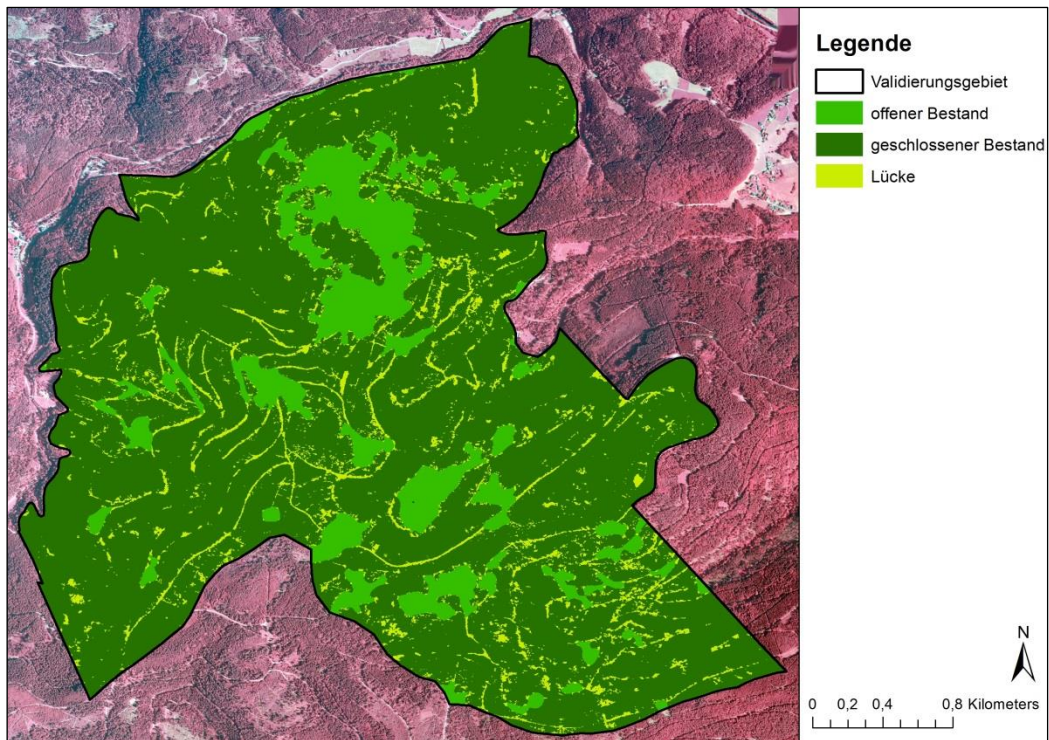 Legende
Validierungsgebiet
offener Bestand
geschlossener Bestand
Lücke
N
0 0,2 0,4 0,8 Kilometers